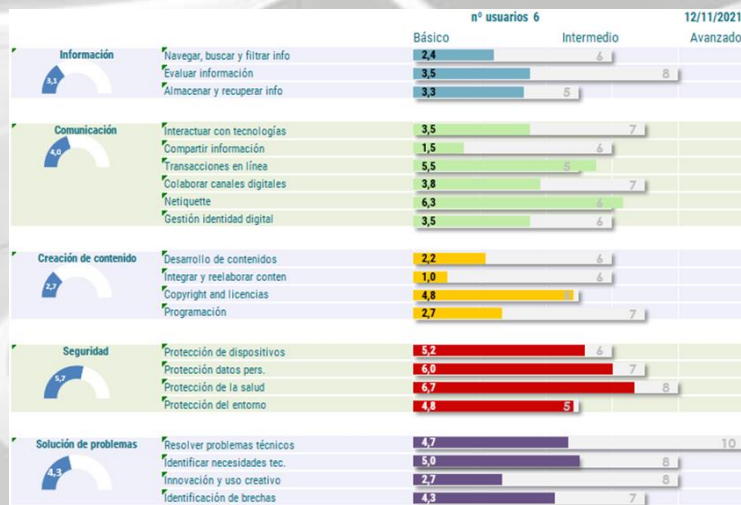 nº usuarios 6 12/11/2021
Básico Intermedio Avanzado
Información
3,1
Navegar, buscar y filtrar info 2,4 6
Evaluar información 3,5 8
Almacenar y recuperar info 3,3 5
Comunicación
4,0
Interactuar con tecnologías 3,5 7
Compartir información 1,5 6
Transacciones en línea 5,5 5
Colaborar canales digitales 3,8 7
Netiquette 6,3 6
Gestión identidad digital 3,5 6
Creación de contenido
2,7
Desarrollo de contenidos 2,2 6
Integrar y reelaborar conten 1,0 6
Copyright and licencias 4,8
Programación 2,7 7
Seguridad
5,7
Protección de dispositivos 5,2 6
Protección datos pers. 6,0 7
Protección de la salud 6,7 8
Protección del entorno 4,8 5
Solución de problemas
4,3
Resolver problemas técnicos 4,7 10
Identificar necesidades tec. 5,0 8
Innovación y uso creativo 2,7 8
Identificación de brechas 4,3 7